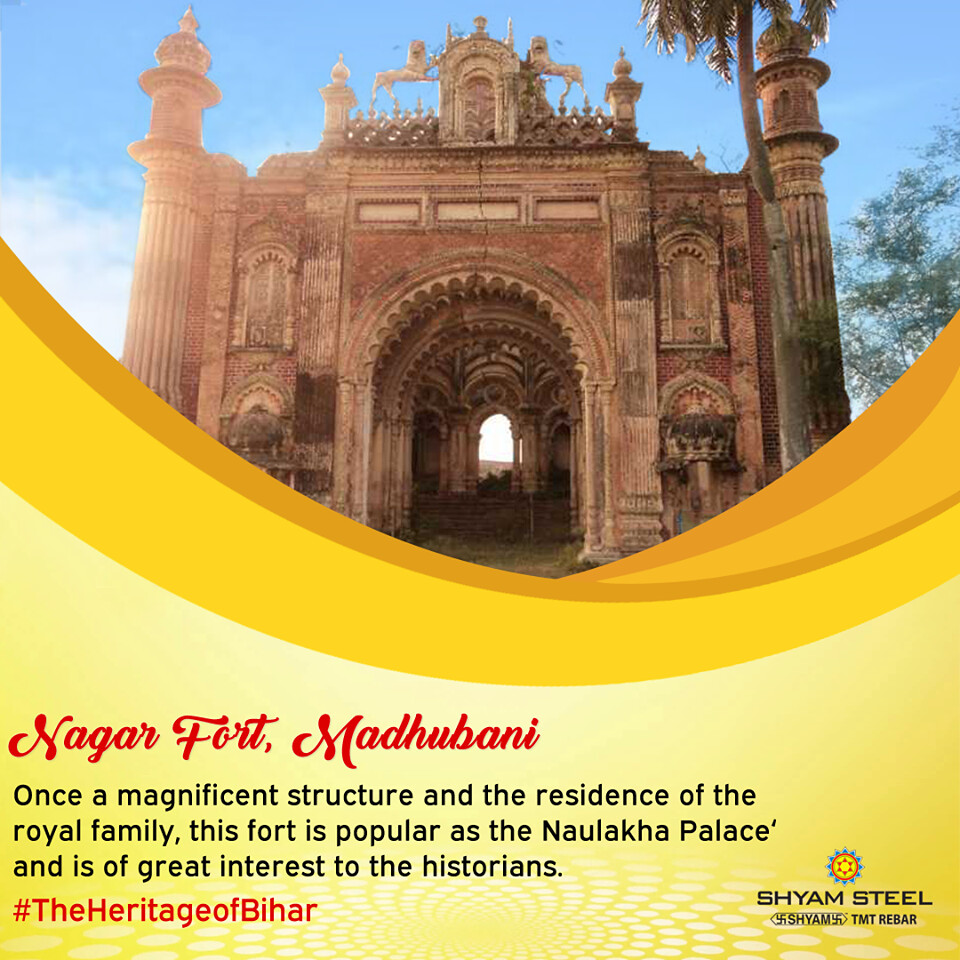 Nagar Fort, Madhubani
Once a magnificent structure and the residence of the
royal family, this fort is popular as the Naulakha Palace‘
and is of great interest to the historians.
#TheHeritageofBihar
SHYAM STEEL
卐SHYAM卐 TMT REBAR